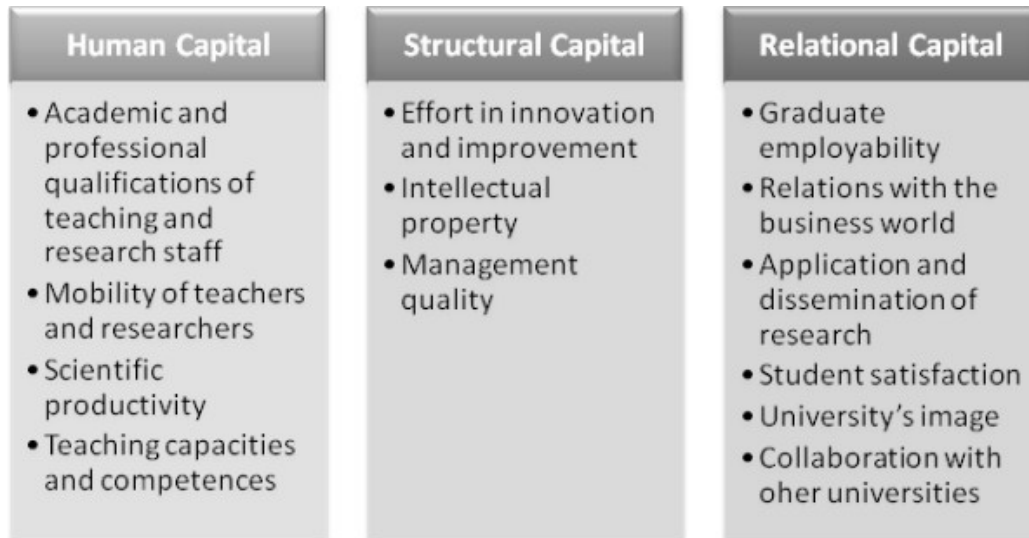 Human Capital
• Academic and
professional
qualifications of
teaching and
research staff
• Mobility of teachers
and researchers
• Scientific
productivity
• Teaching capacities
and competences
Structural Capital
• Effort in innovation
and improvement
• Intellectual
property
• Management
quality
Relational Capital
• Graduate
employability
• Relations with the
business world
• Application and
dissemination of
research
• Student satisfaction
• University’s image
• Collaboration with
oher universities